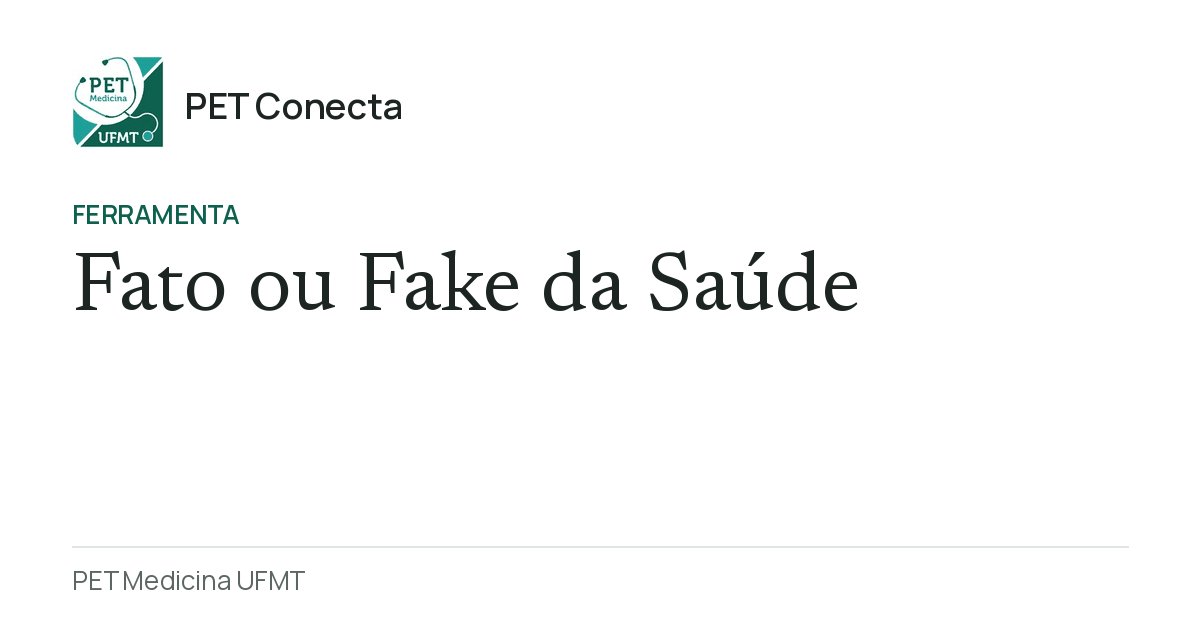 PET
Medicina
UFMT
PET Conecta
FERRAMENTA
Fato ou Fake da Saúde
PET Medicina UFMT